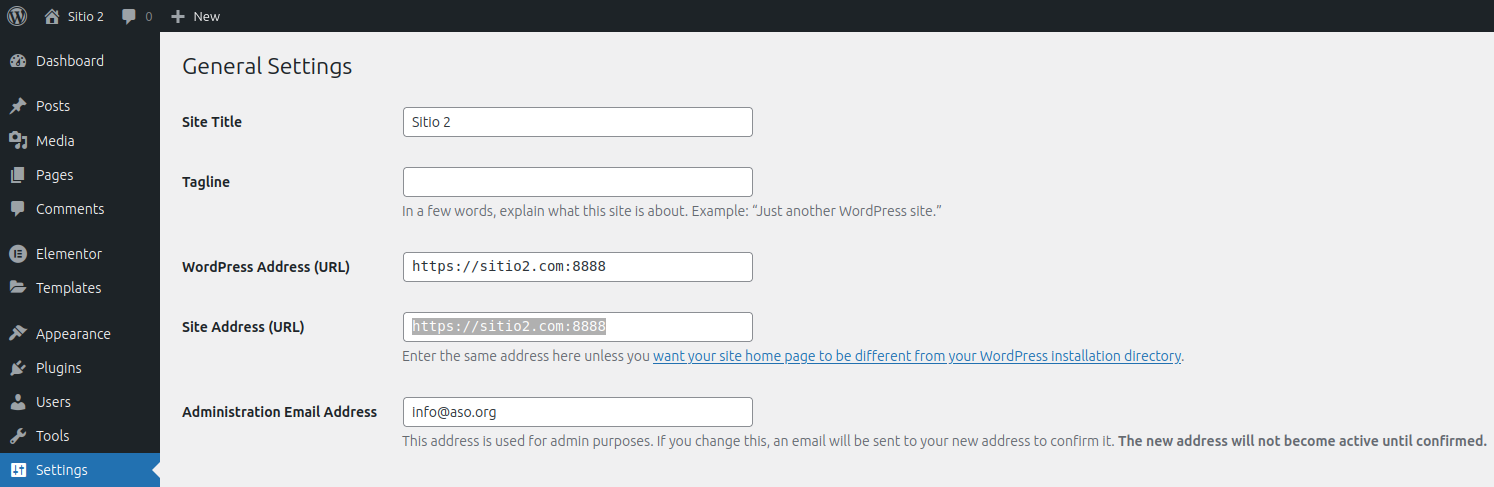 Sitio 2 0 New
Dashboard
Posts
Media
Pages
Comments
Elementor
Templates
Appearance
Plugins
Users
Tools
Settings
General Settings
Site Title Sitio 2
Tagline
In a few words, explain what this site is about. Example: “Just another WordPress site.”
WordPress Address (URL) https://sitio2.com:8888
Site Address (URL) https://sitio2.com:8888
Enter the same address here unless you want your site home page to be different from your WordPress installation directory.
Administration Email Address info@aso.org
This address is used for admin purposes. If you change this, an email will be sent to your new address to confirm it. The new address will not become active until confirmed.